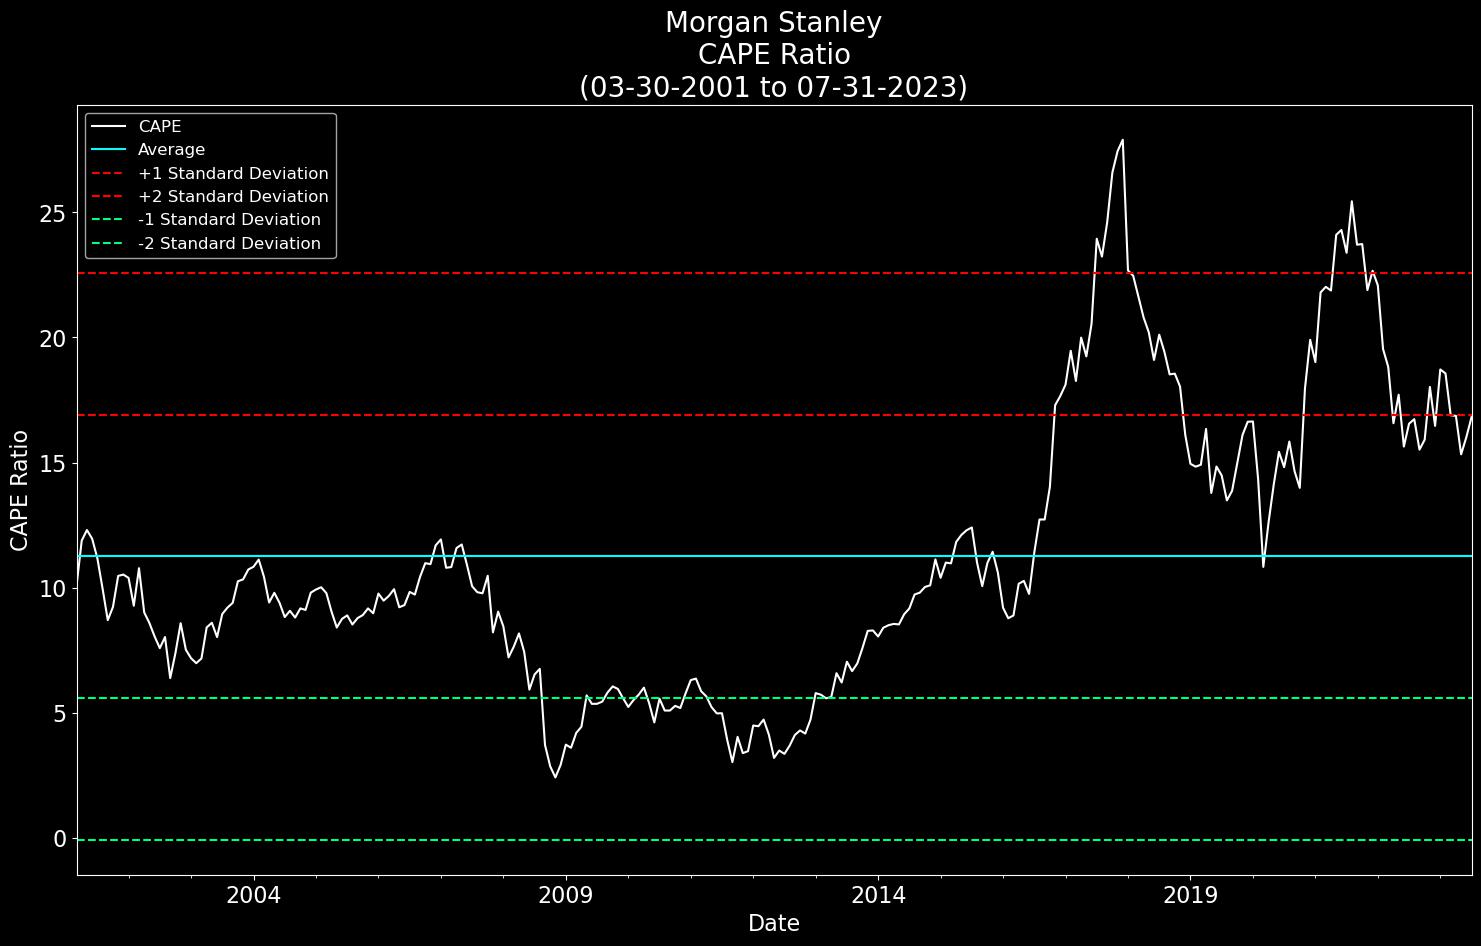 Morgan Stanley
CAPE Ratio
(03-30-2001 to 07-31-2023)
CAPE
Average
+1 Standard Deviation
+2 Standard Deviation
-1 Standard Deviation
-2 Standard Deviation
CAPE Ratio
25
20
15
10
5
0
2004
2009
2014
2019
Date